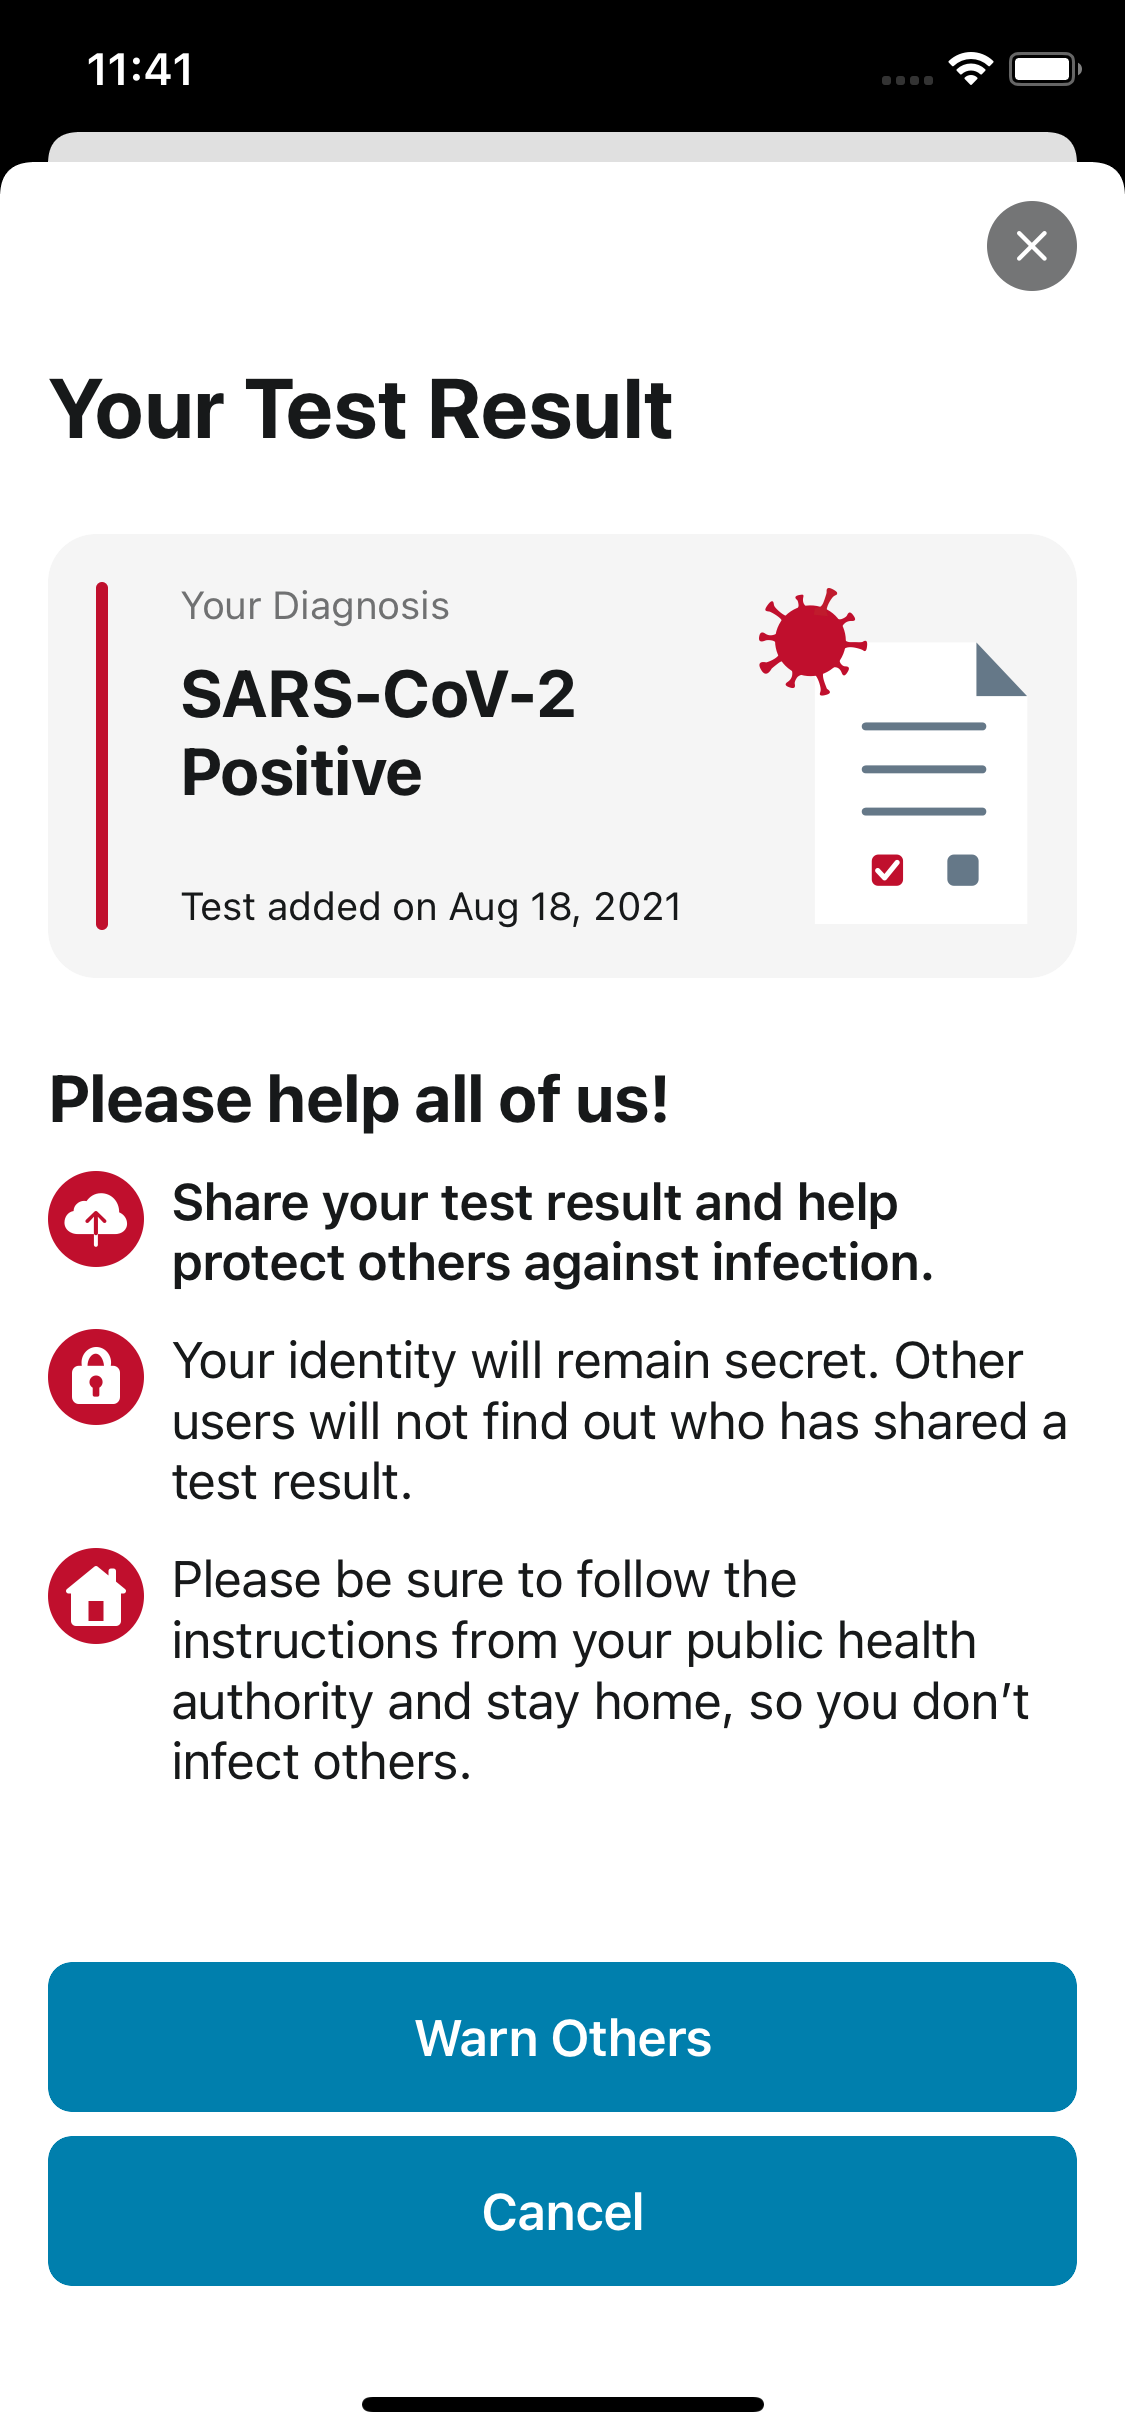 11:41
Your Test Result
Your Diagnosis
SARS-CoV-2
Positive
Test added on Aug 18, 2021
Please help all of us!
Share your test result and help
protect others against infection.
Your identity will remain secret. Other
users will not find out who has shared a
test result.
Please be sure to follow the
instructions from your public health
authority and stay home, so you don’t
infect others.
Warn Others
Cancel